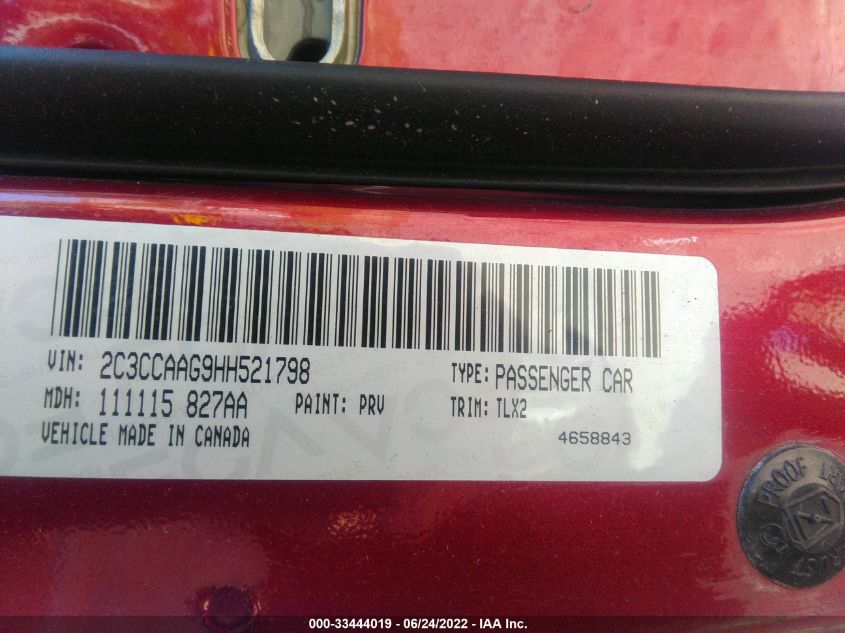 VIN: 2C3CCAAG9HH521798 TYPE: PASSENGER CAR
MDH: 111115 827AA PAINT: PRV TRIM: TLX2
VEHICLE MADE IN CANADA 4658843
PROOF
000-33444019 - 06/24/2022 - IAA Inc.